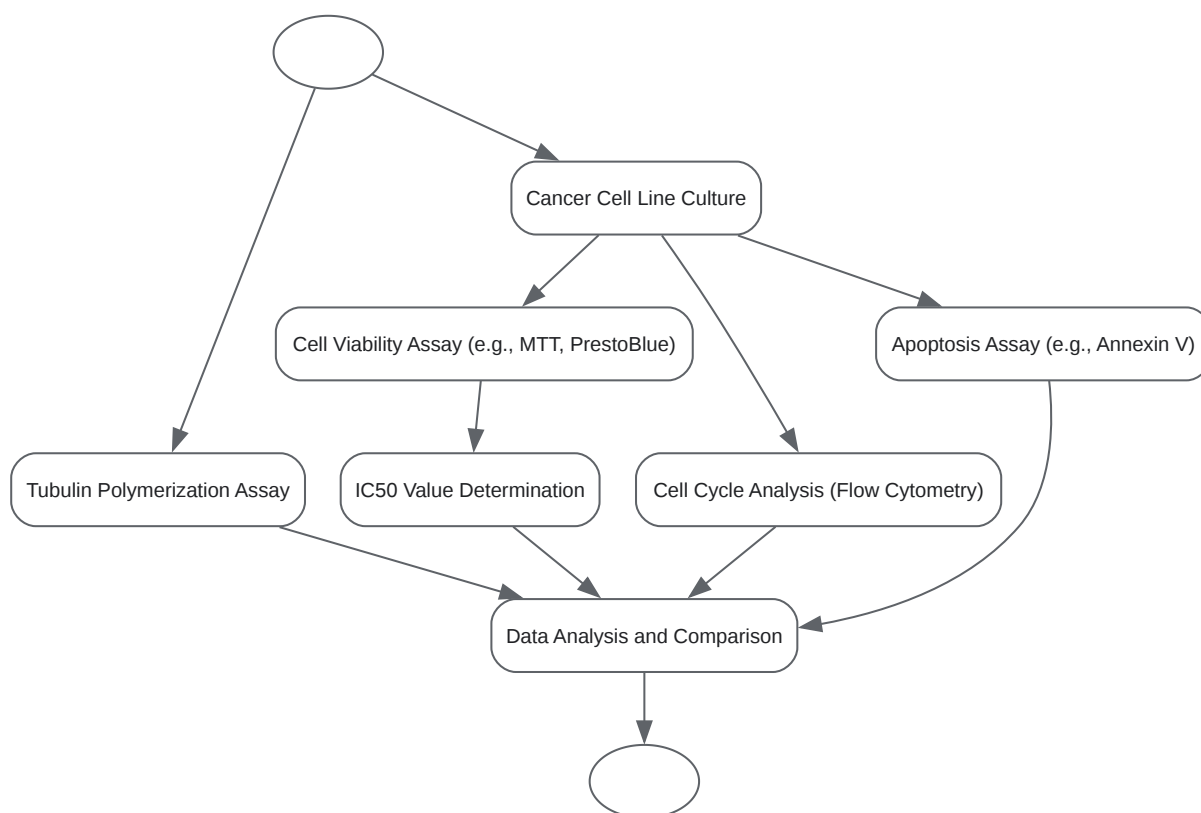 Cancer Cell Line Culture
Cell Viability Assay (e.g., MTT, PrestoBlue)
Apoptosis Assay (e.g., Annexin V)
Tubulin Polymerization Assay
IC50 Value Determination
Cell Cycle Analysis (Flow Cytometry)
Data Analysis and Comparison